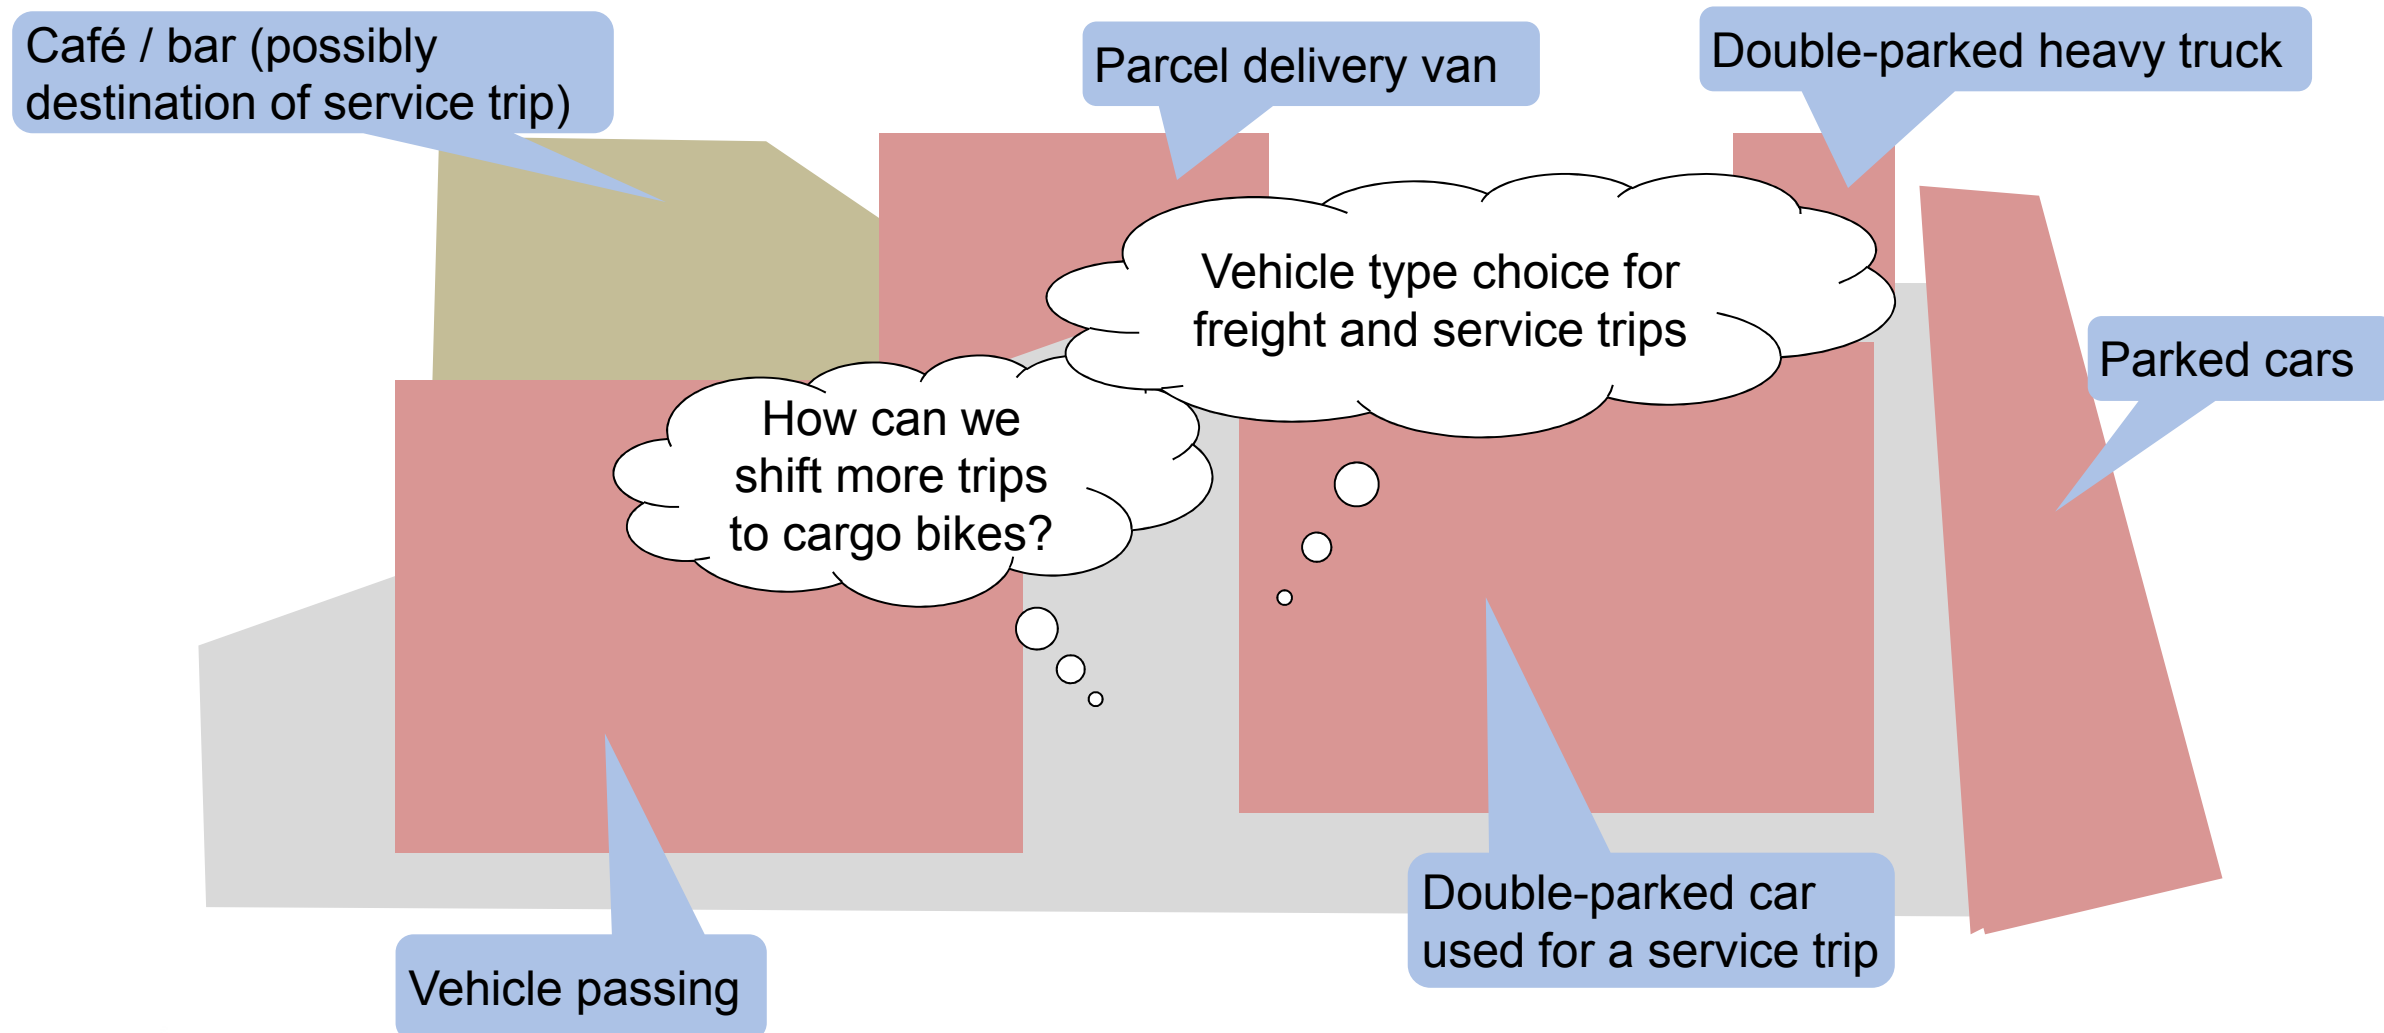 Café / bar (possibly
destination of service trip)
Parcel delivery van
Double-parked heavy truck
Vehicle type choice for
freight and service trips
Parked cars
How can we
shift more trips
to cargo bikes?
Double-parked car
used for a service trip
Vehicle passing